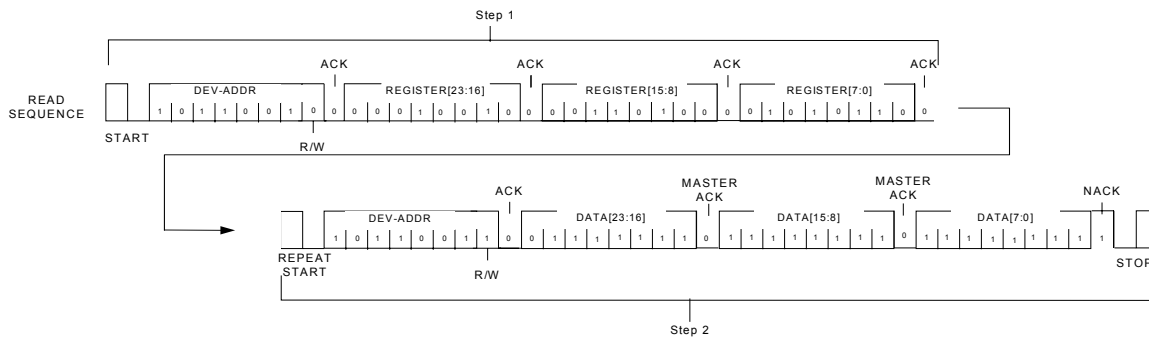 Step 1
ACK ACK ACK ACK
READ SEQUENCE
DEV-ADDR REGISTER[23:16] REGISTER[15:8] REGISTER[7:0]
1 0 1 1 0 0 1 0 0 0 0 0 1 0 0 1 0 0 0 0 1 1 0 1 0 0 0 0 1 0 1 0 1 1 0 0
START
R/W
ACK MASTER ACK MASTER ACK NACK
DEV-ADDR DATA[23:16] DATA[15:8] DATA[7:0]
1 0 1 1 0 0 1 1 0 0 1 1 1 1 1 1 1 0 1 1 1 1 1 1 1 1 0 1 1 1 1 1 1 1 1 1
REPEAT START
R/W
STOP
Step 2